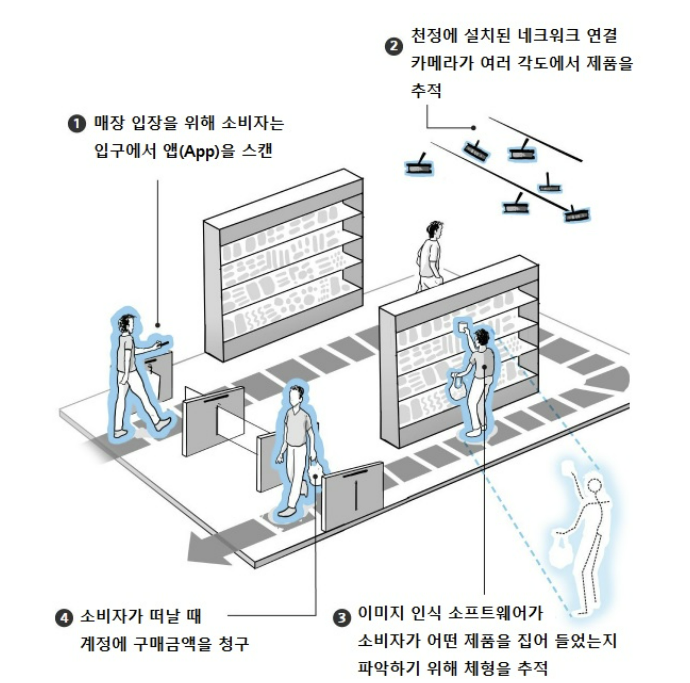 ❶ 매장 입장을 위해 소비자는
입구에서 앱(App)을 스캔
❷ 천정에 설치된 네크워크 연결
카메라가 여러 각도에서 제품을
추적
❹ 소비자가 떠날 때
계정에 구매금액을 청구
❸ 이미지 인식 소프트웨어가
소비자가 어떤 제품을 집어 들었는지
파악하기 위해 체형을 추적